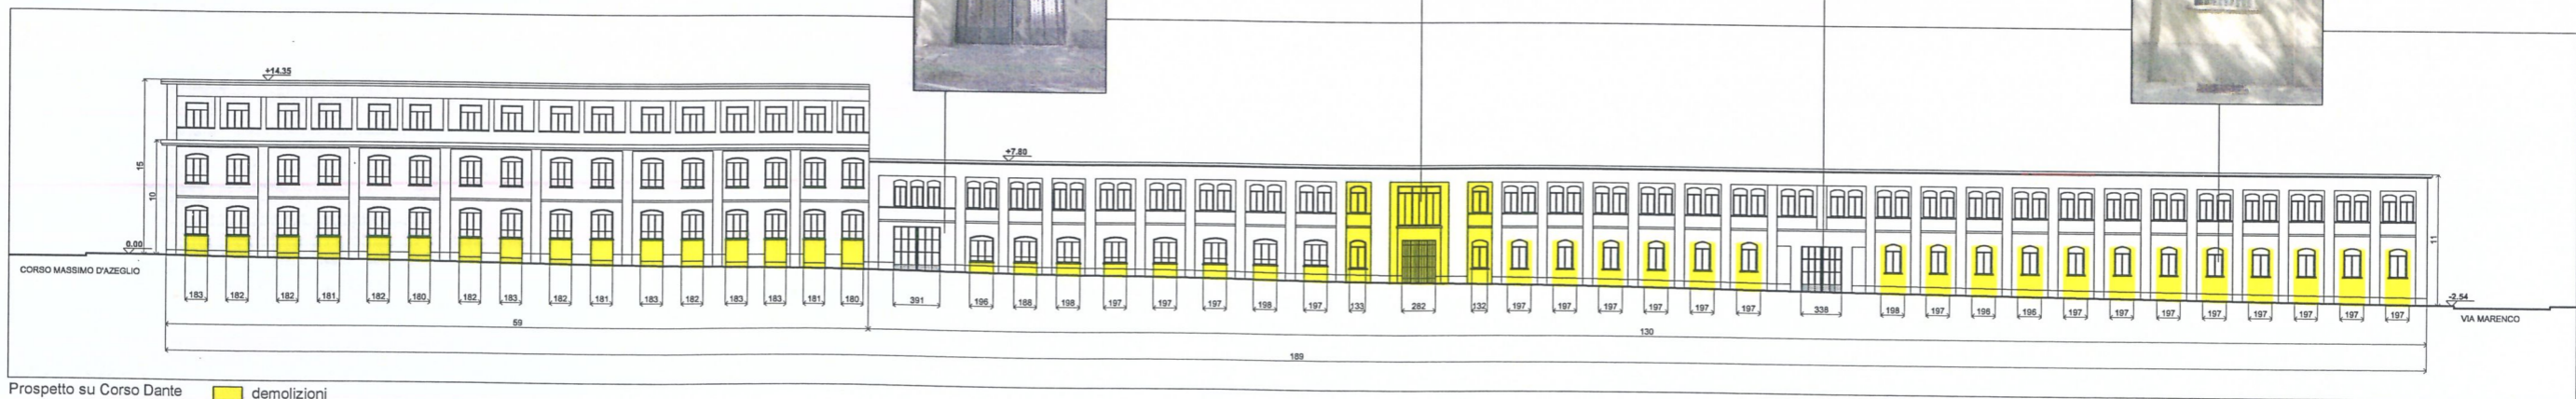 +14.35
+7.80
15
10
11
0.00
-2.54
CORSO MASSIMO D'AZEGLIO
VIA MARENCO
183 182 182 181 182 180 182 183 182 181 183 182 183 183 181 180 391 196 188 198 197 197 197 198 197 133 282 132 197 197 197 197 197 197 338 198 197 196 196 197 197 197 197 197 197 197 197
59
130
189
Prospetto su Corso Dante
demolizioni